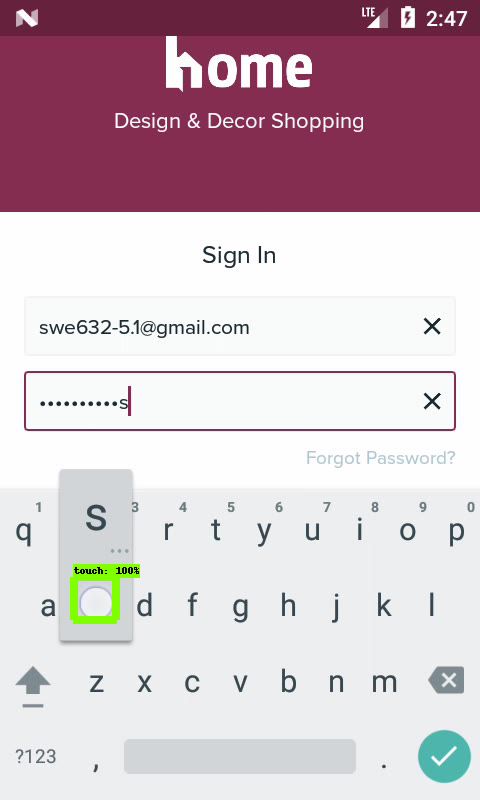 LTE 2:47
home
Design & Decor Shopping
Sign In
swe632-5.1@gmail.com
••••••••••s
Forgot Password?
1 3 4 5 6 7 8 9 0
q r t y u i o p
s
...
touch: 100%
a d f g h j k l
z x c v b n m
?123 , .